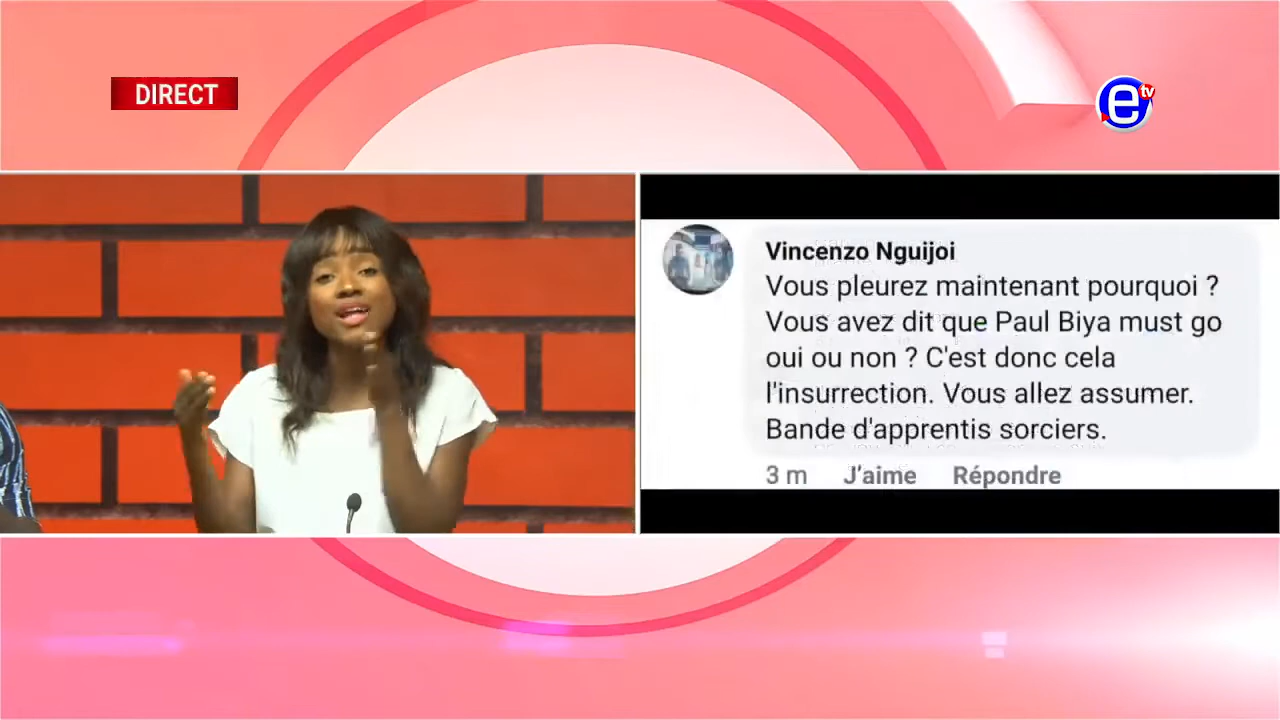 DIRECT
e tv
Vincenzo Nguijoi
Vous pleurez maintenant pourquoi ?
Vous avez dit que Paul Biya must go
oui ou non ? C'est donc cela
l'insurrection. Vous allez assumer.
Bande d'apprentis sorciers.
3 m J'aime Répondre